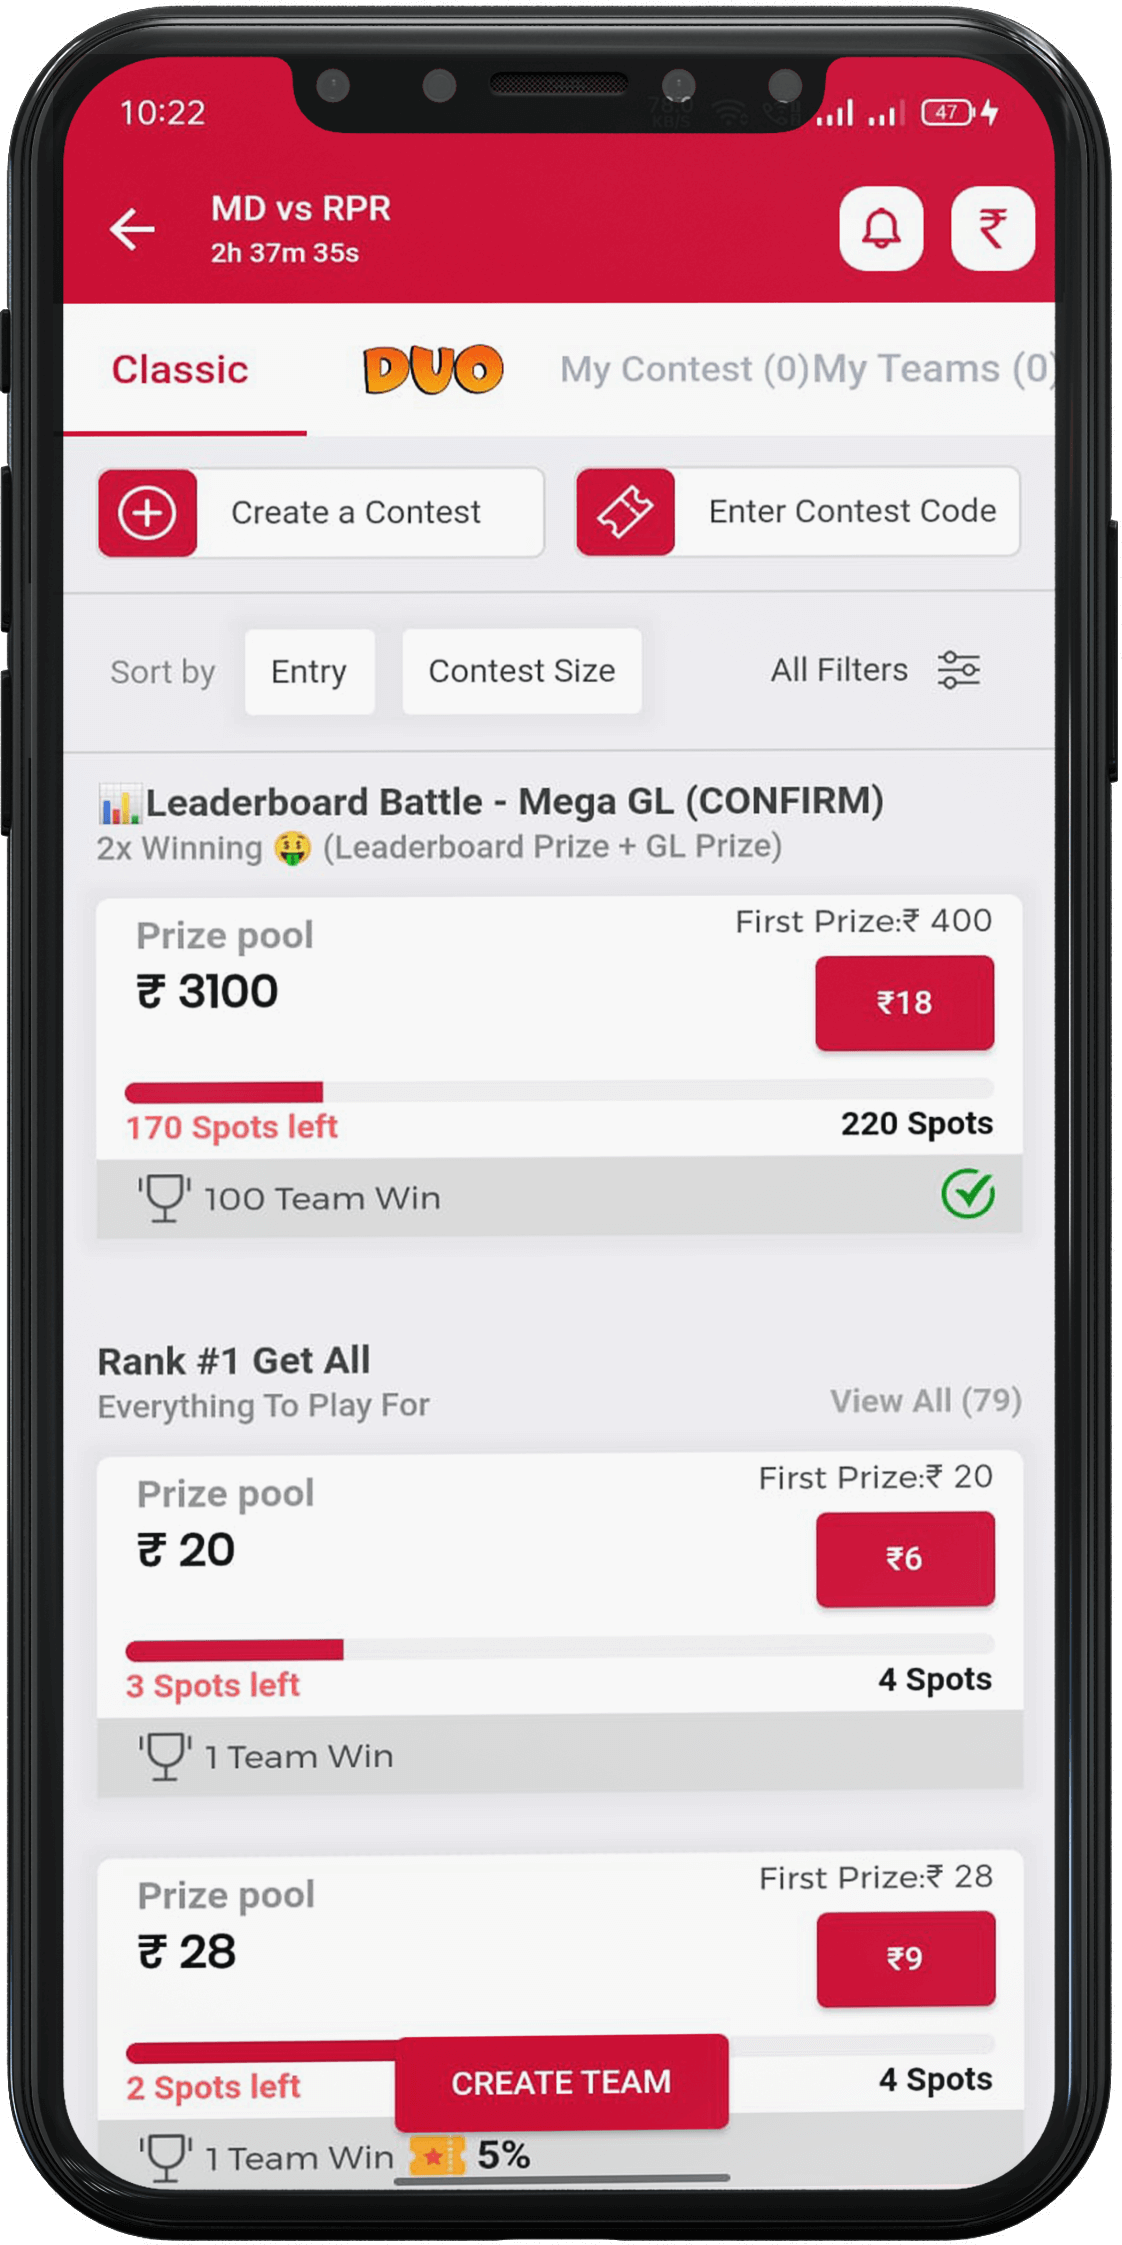 10:22
78.0
KB/S
47
MD vs RPR
2h 37m 35s
₹
Classic
DUO
My Contest (0)
My Teams (0)
Create a Contest
Enter Contest Code
Sort by
Entry
Contest Size
All Filters
Leaderboard Battle - Mega GL (CONFIRM)
2x Winning 🤑 (Leaderboard Prize + GL Prize)
Prize pool
First Prize:₹ 400
₹ 3100
₹18
170 Spots left
220 Spots
100 Team Win
Rank #1 Get All
Everything To Play For
View All (79)
Prize pool
First Prize:₹ 20
₹ 20
₹6
3 Spots left
4 Spots
1 Team Win
Prize pool
First Prize:₹ 28
₹ 28
₹9
2 Spots left
4 Spots
CREATE TEAM
1 Team Win
5%